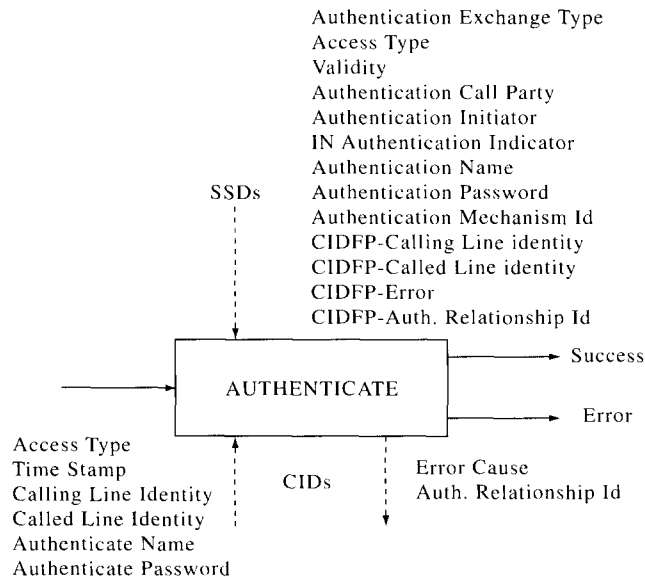 Authentication Exchange Type
Access Type
Validity
Authentication Call Party
Authentication Initiator
IN Authentication Indicator
Authentication Name
Authentication Password
Authentication Mechanism Id
CIDFP-Calling Line identity
CIDFP-Called Line identity
CIDFP-Error
CIDFP-Auth. Relationship Id
SSDs
AUTHENTICATE
Success
Error
Access Type
Time Stamp
Calling Line Identity
Called Line Identity
Authenticate Name
Authenticate Password
CIDs
Error Cause
Auth. Relationship Id